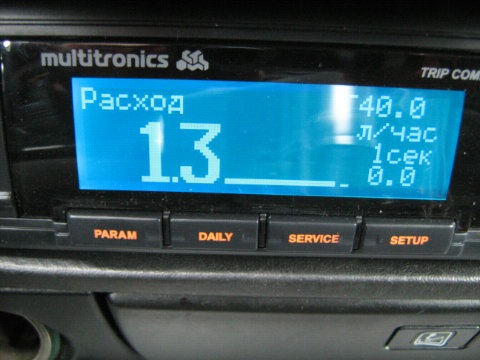 multitronics
TRIP COM
Расход
40.0
л/час
1.3
1сек
0.0
PARAM
DAILY
SERVICE
SETUP